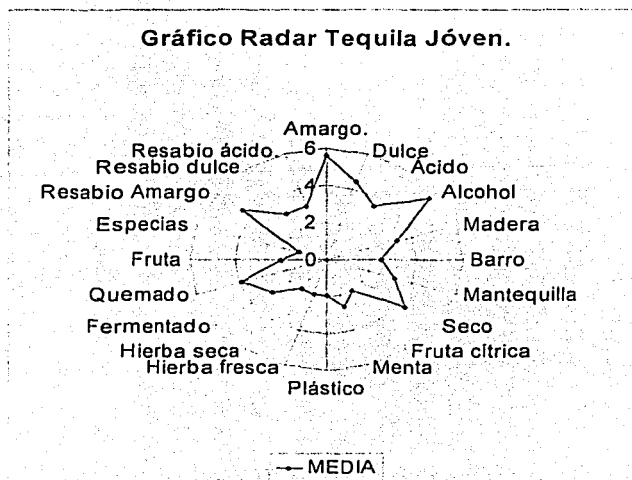 Gráfico Radar Tequila Jóven.
Amargo.
Resabio ácido. 6 Dulce
Resabio dulce Ácido
Resabio Amargo 4 Alcohol
Especias 2 Madera
Fruta 0 Barro
Quemado Mantequilla
Fermentado Seco
Hierba seca Fruta cítrica
Hierba fresca Menta
Plástico
MEDIA